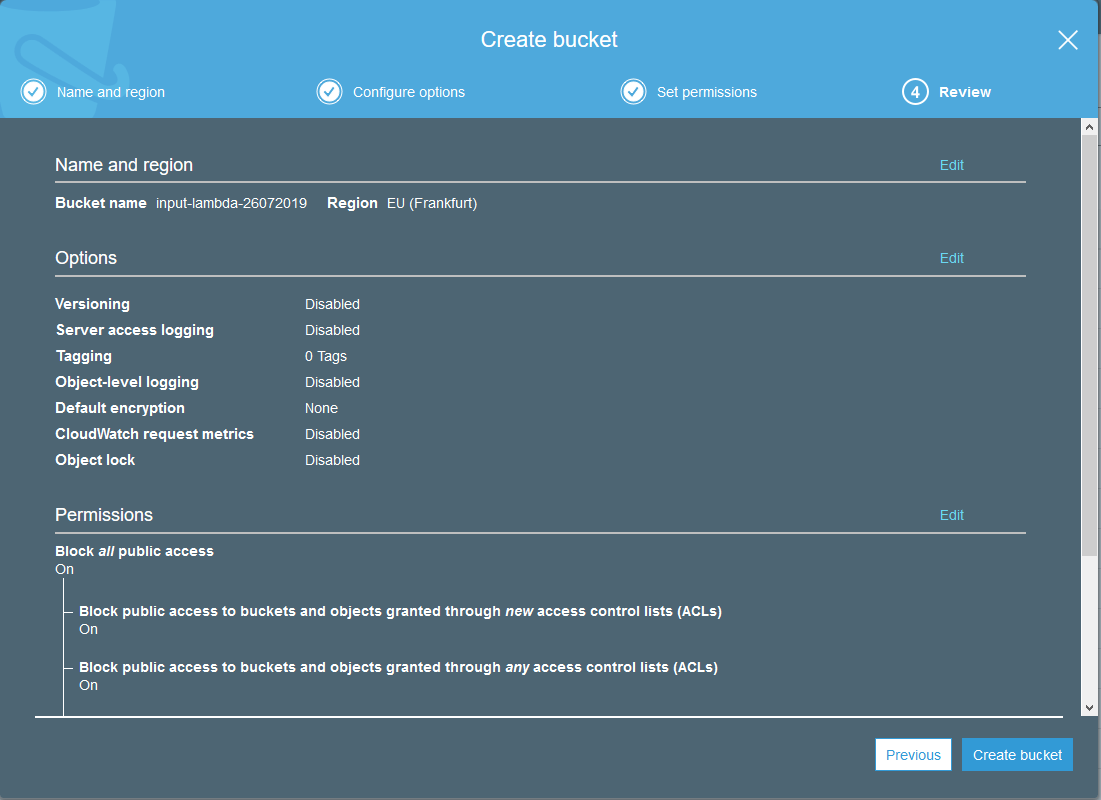 Create bucket
Name and region Configure options Set permissions 4 Review
Name and region Edit
Bucket name input-lambda-26072019 Region EU (Frankfurt)
Options Edit
Versioning Disabled
Server access logging Disabled
Tagging 0 Tags
Object-level logging Disabled
Default encryption None
CloudWatch request metrics Disabled
Object lock Disabled
Permissions Edit
Block all public access
On
Block public access to buckets and objects granted through new access control lists (ACLs)
On
Block public access to buckets and objects granted through any access control lists (ACLs)
On
Previous Create bucket